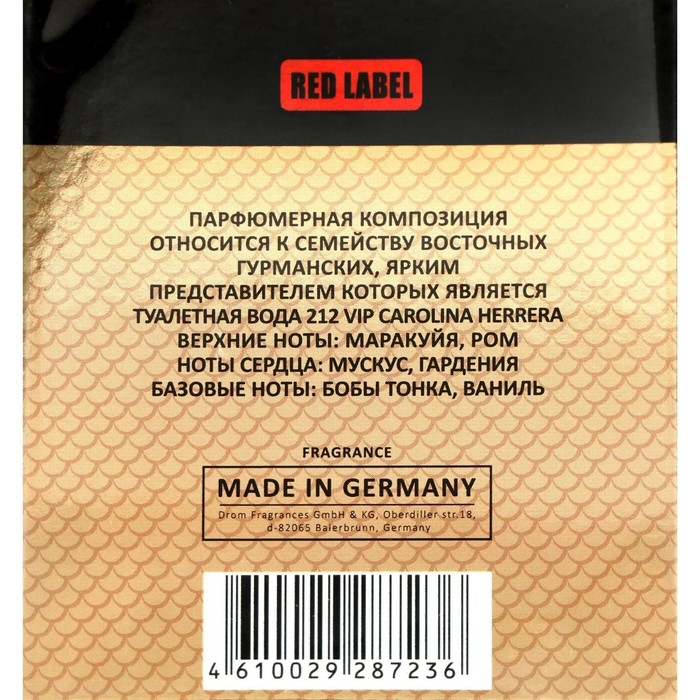 RED LABEL
ПАРФЮМЕРНАЯ КОМПОЗИЦИЯ
ОТНОСИТСЯ К СЕМЕЙСТВУ ВОСТОЧНЫХ
ГУРМАНСКИХ, ЯРКИМ
ПРЕДСТАВИТЕЛЕМ КОТОРЫХ ЯВЛЯЕТСЯ
ТУАЛЕТНАЯ ВОДА 212 VIP CAROLINA HERRERA
ВЕРХНИЕ НОТЫ: МАРАКУЙЯ, РОМ
НОТЫ СЕРДЦА: МУСКУС, ГАРДЕНИЯ
БАЗОВЫЕ НОТЫ: БОБЫ ТОНКА, ВАНИЛЬ
FRAGRANCE
MADE IN GERMANY
Drom Fragrances GmbH & KG, Oberdiller str.18,
d-82065 Baierbrunn, Germany
4 610029 287236